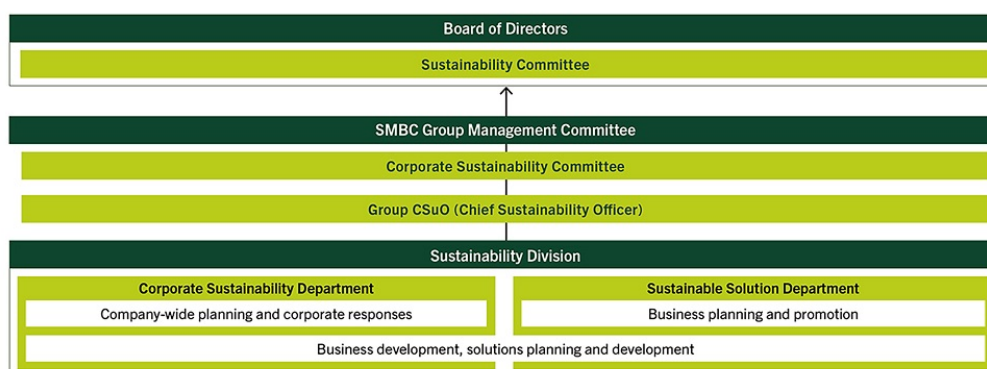 Board of Directors
Sustainability Committee
SMBC Group Management Committee
Corporate Sustainability Committee
Group CSuO (Chief Sustainability Officer)
Sustainability Division
Corporate Sustainability Department
Company-wide planning and corporate responses
Sustainable Solution Department
Business planning and promotion
Business development, solutions planning and development